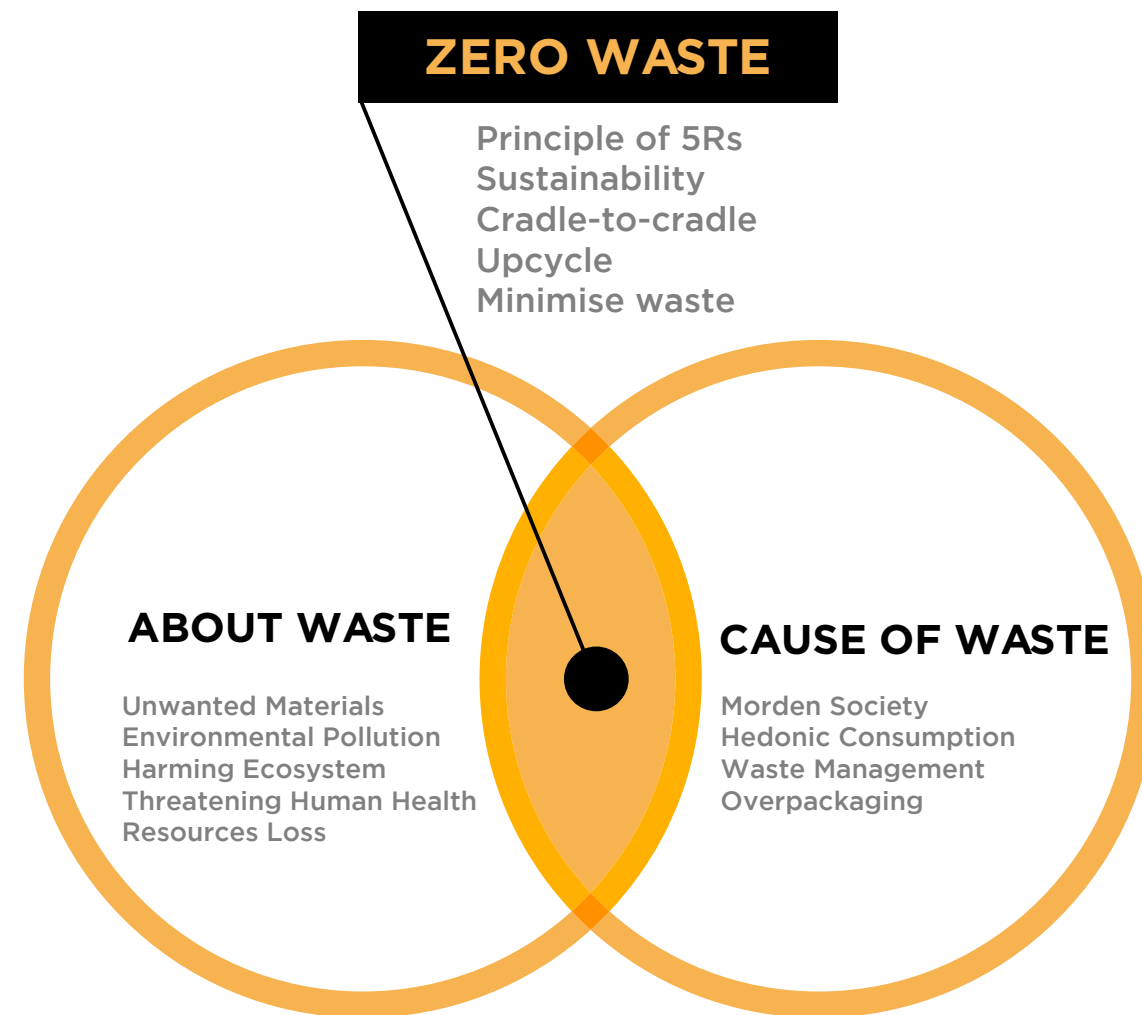 ZERO WASTE
Principle of 5Rs
Sustainability
Cradle-to-cradle
Upcycle
Minimise waste
ABOUT WASTE
Unwanted Materials
Environmental Pollution
Harming Ecosystem
Threatening Human Health
Resources Loss
CAUSE OF WASTE
Morden Society
Hedonic Consumption
Waste Management
Overpackaging